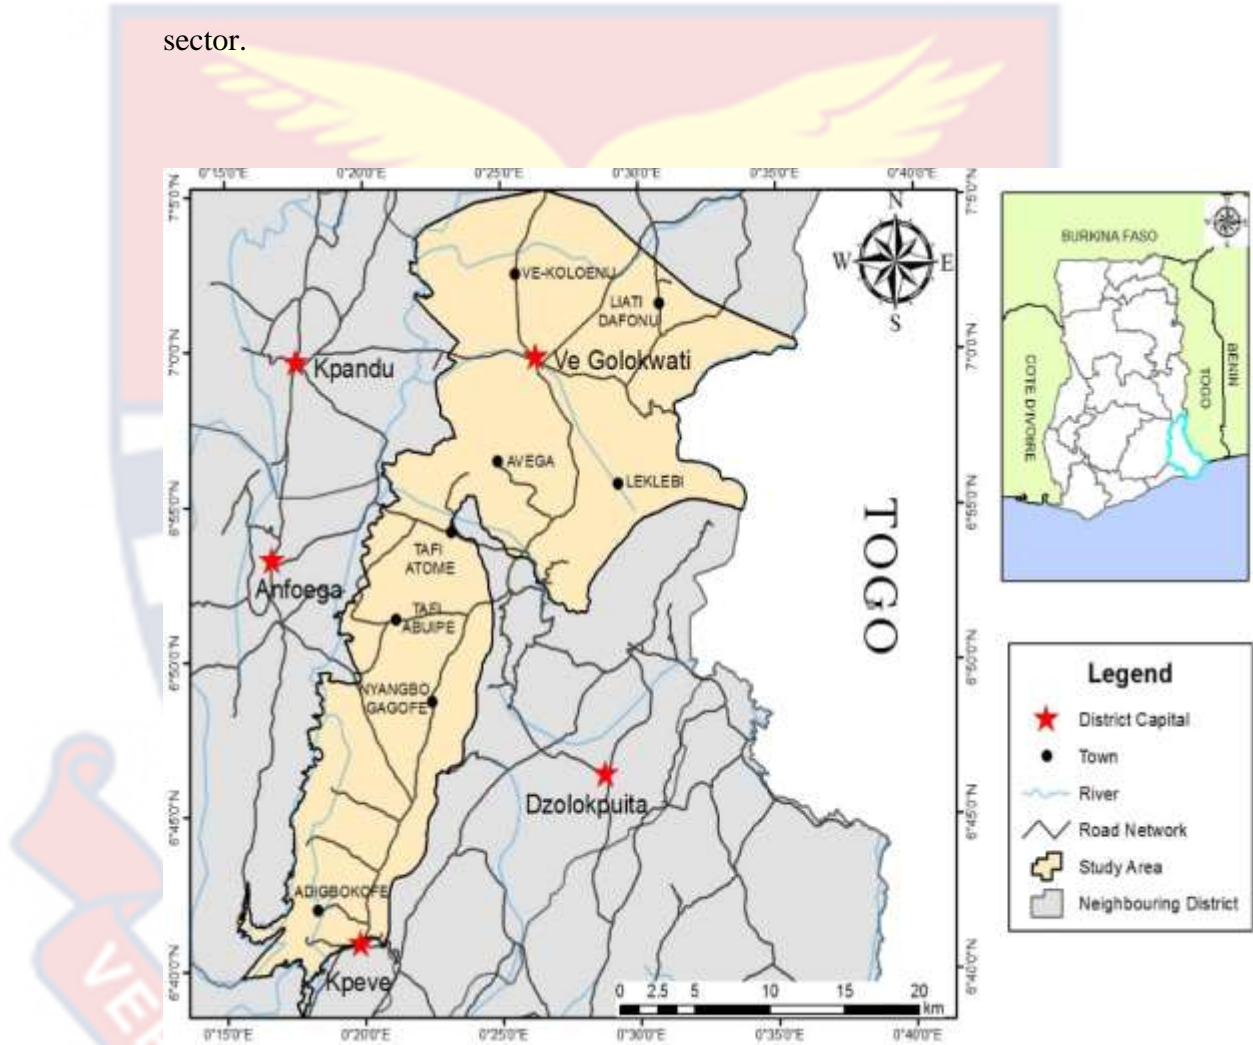 sector.
0°15'0"E 0°20'0"E 0°25'0"E 0°30'0"E 0°35'0"E 0°40'0"E
7°5'0"N
7°5'0"N
N
W E
S
VE-KOLOENU
LIATI
DAFONU
7°0'0"N
7°0'0"N
Kpandu
Ve Golokwati
AVEGA
LEKLEBI
6°55'0"N
6°55'0"N
TOGO
TAFI
ATOME
Anfoega
TAFI
ABUIPE
6°50'0"N
6°50'0"N
NYANGBO
GAGOFE
Dzolokpuita
6°45'0"N
6°45'0"N
ADIGBOKOFE
Kpeve
6°40'0"N
6°40'0"N
0 2.5 5 10 15 20
km
0°15'0"E 0°20'0"E 0°25'0"E 0°30'0"E 0°35'0"E 0°40'0"E
N
BURKINA FASO
COTE D'IVOIRE
TOGO
BENIN
Legend
District Capital
Town
River
Road Network
Study Area
Neighbouring District